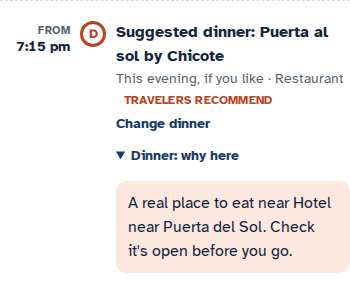 FROM
7:15 pm
D
Suggested dinner: Puerta al
sol by Chicote
This evening, if you like · Restaurant
TRAVELERS RECOMMEND
Change dinner
▼ Dinner: why here
A real place to eat near Hotel
near Puerta del Sol. Check
it's open before you go.